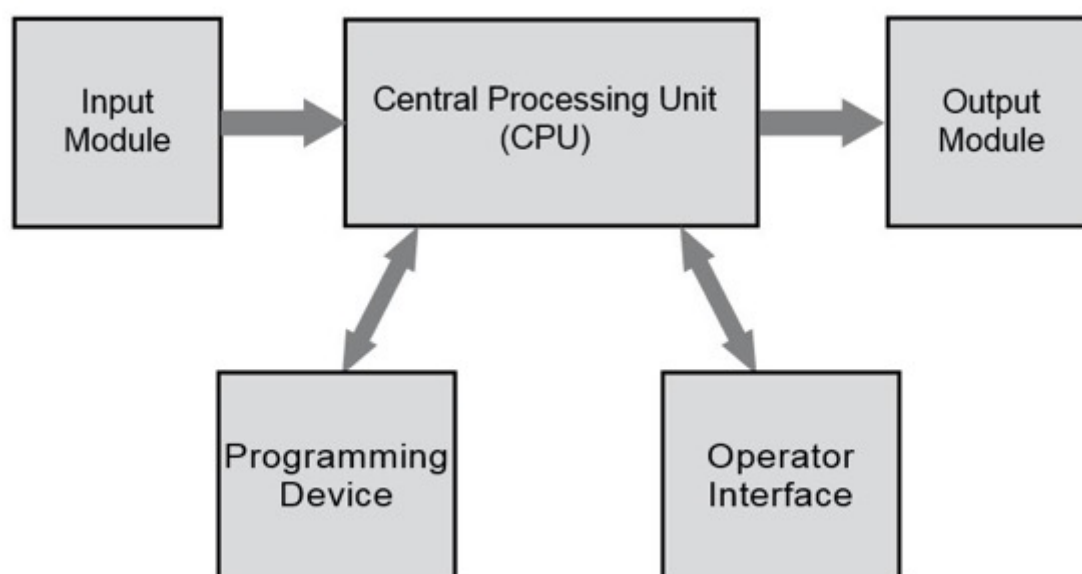 Input
Module
Central Processing Unit
(CPU)
Output
Module
Programming
Device
Operator
Interface